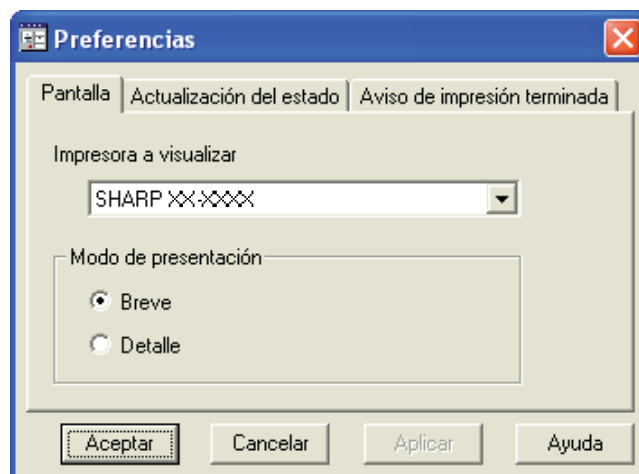 Preferencias
Pantalla Actualización del estado Aviso de impresión terminada
Impresora a visualizar
SHARP XX-XXXX
Modo de presentación
Breve
Detalle
Aceptar Cancelar Aplicar Ayuda